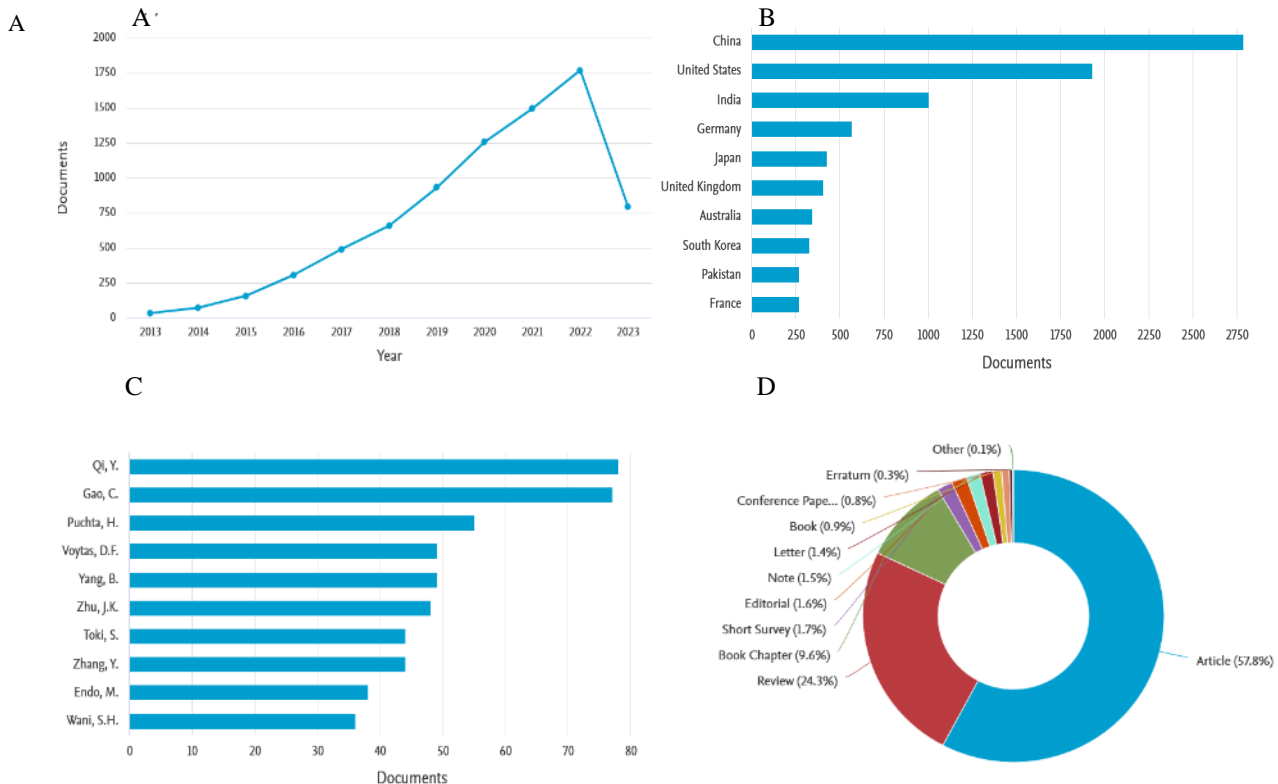 A
A
2000
1750
1500
1250
1000
750
500
250
0
Documents
2013 2014 2015 2016 2017 2018 2019 2020 2021 2022 2023
Year
B
China
United States
India
Germany
Japan
United Kingdom
Australia
South Korea
Pakistan
France
0 250 500 750 1000 1250 1500 1750 2000 2250 2500 2750
Documents
C
Qi, Y.
Gao, C.
Puchta, H.
Voytas, D.F.
Yang, B.
Zhu, J.K.
Toki, S.
Zhang, Y.
Endo, M.
Wani, S.H.
0 10 20 30 40 50 60 70 80
Documents
D
Other (0.1%)
Erratum (0.3%)
Conference Pape... (0.8%)
Book (0.9%)
Letter (1.4%)
Note (1.5%)
Editorial (1.6%)
Short Survey (1.7%)
Book Chapter (9.6%)
Review (24.3%)
Article (57.8%)